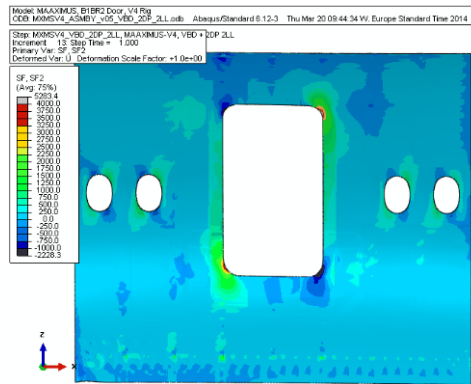 Model: MAAXIMUS, B1BR2 Door, V4 Rig
ODB: MXMSV4_ASMBY_v05_VBD_2DP_2LL.odb Abaqus/Standard 6.12-3 Thu Mar 20 09:44:34 W. Europe Standard Time 2014
Step: MXMSV4_VBD_2DP_2LL, MAAXIMUS-V4, VBD + 2DP 2LL
Increment 13: Step Time = 1.000
Primary Var: SF, SF2
Deformed Var: U Deformation Scale Factor: +1.0e+00
SF, SF2
(Avg: 75%)
5283.4
4000.0
3750.0
3500.0
3250.0
3000.0
2750.0
2500.0
2250.0
2000.0
1750.0
1500.0
1250.0
1000.0
750.0
500.0
250.0
0.0
-250.0
-500.0
-750.0
-1000.0
-2228.3
Z
X